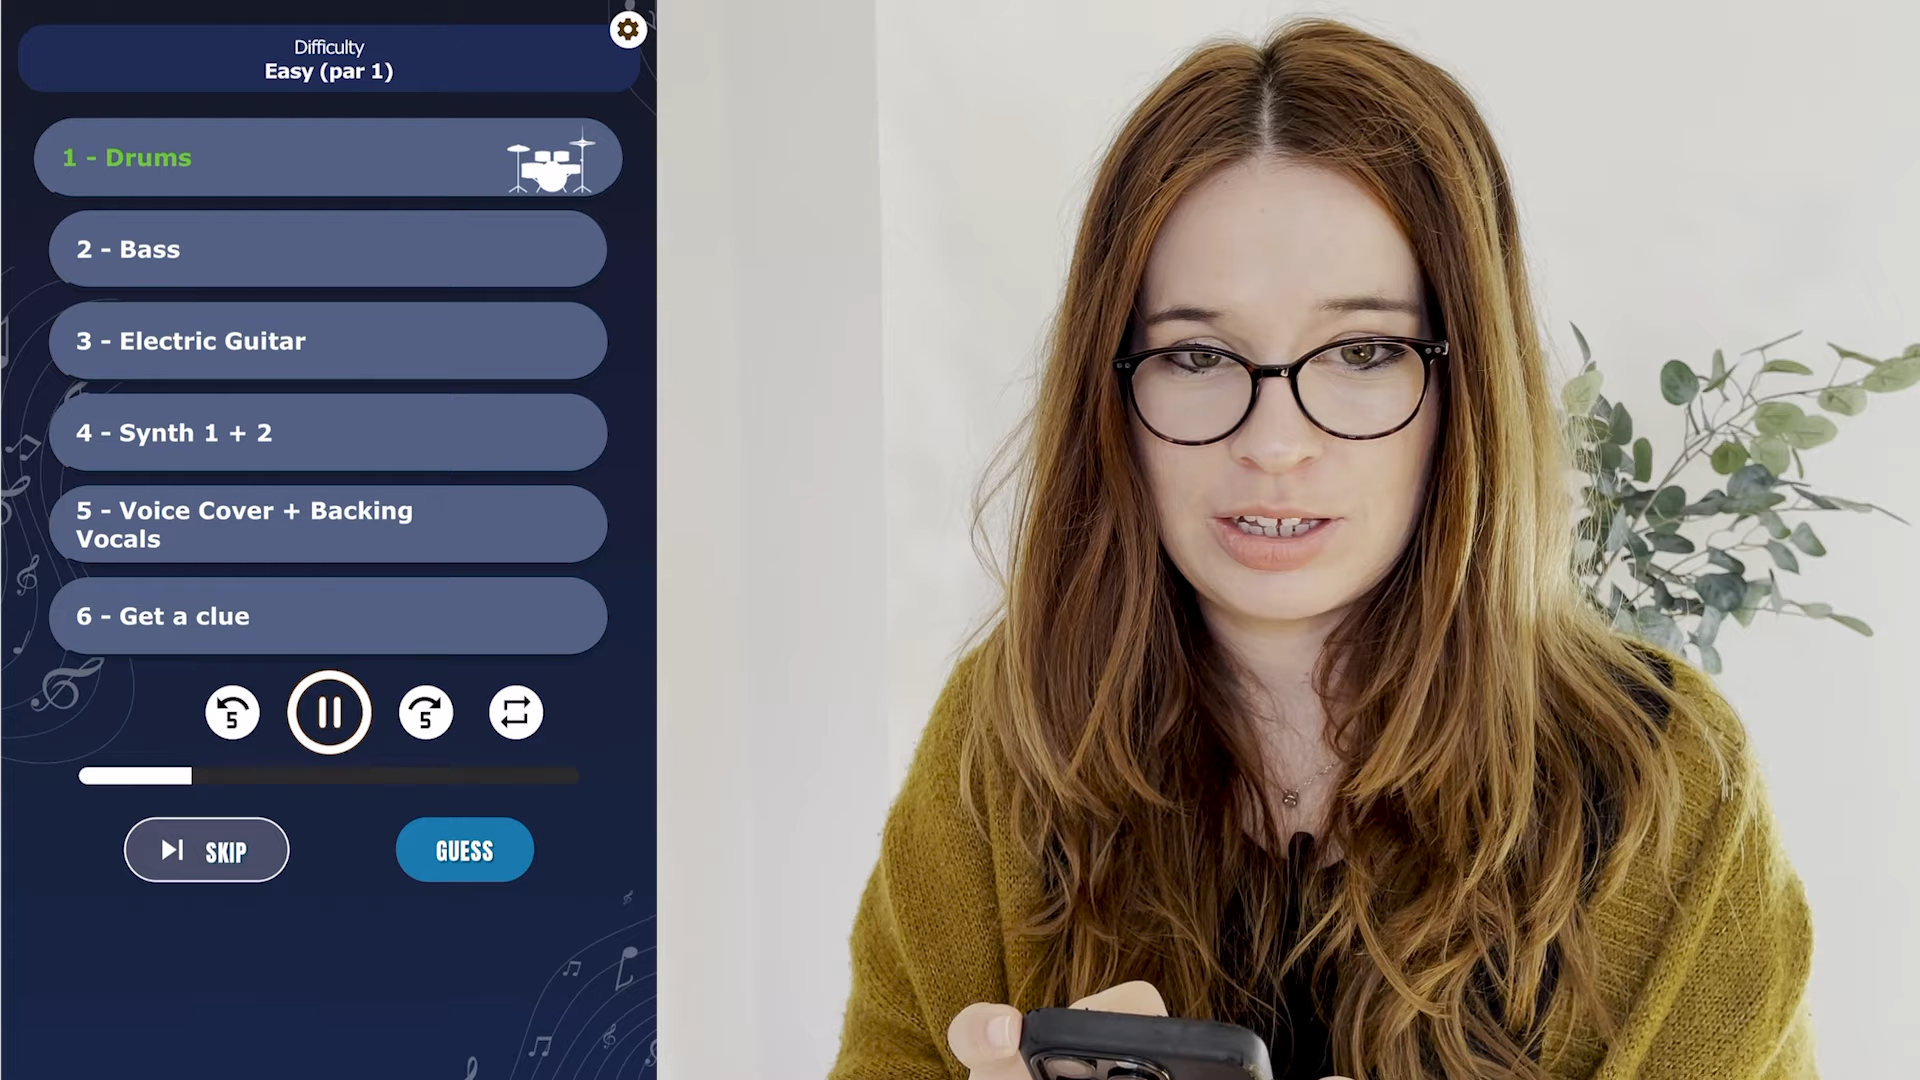 Difficulty
Easy (par 1)
1 - Drums
2 - Bass
3 - Electric Guitar
4 - Synth 1 + 2
5 - Voice Cover + Backing
Vocals
6 - Get a clue
5
5
SKIP
GUESS